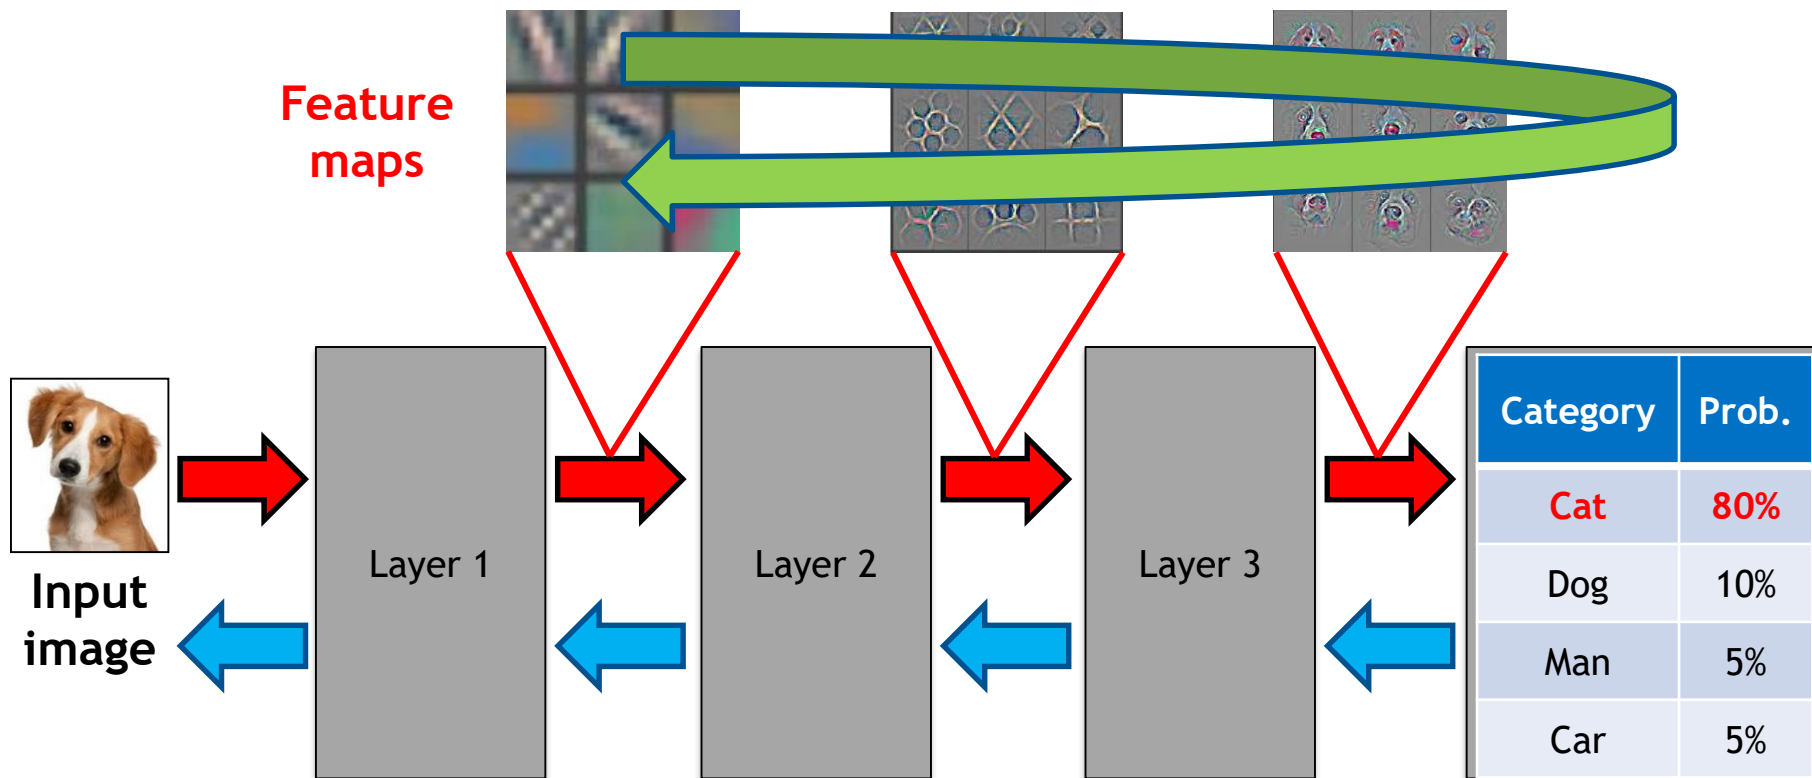 Feature
maps
Input
image
Layer 1
Layer 2
Layer 3
Category Prob.
Cat 80%
Dog 10%
Man 5%
Car 5%